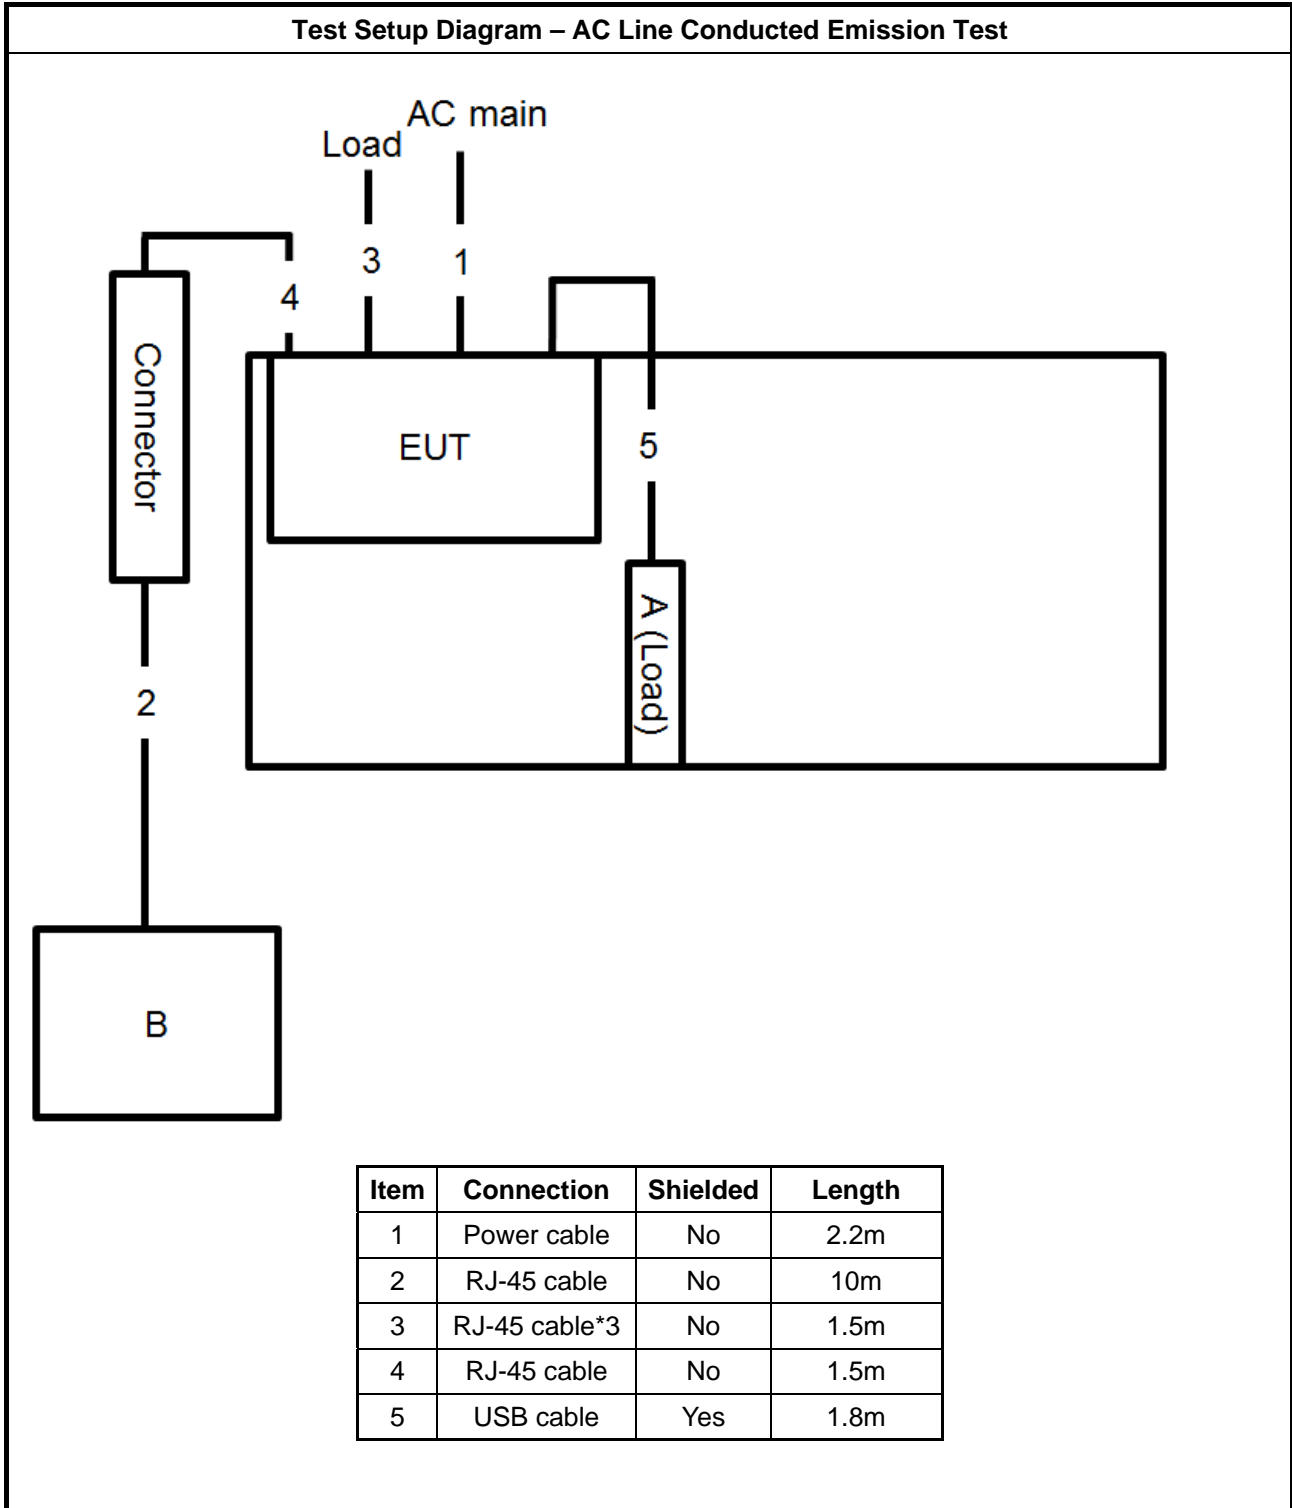 Test Setup Diagram – AC Line Conducted Emission Test
AC main
Load
3
1
4
Connector
EUT
5
A (Load)
2
B
Item Connection Shielded Length
1 Power cable No 2.2m
2 RJ-45 cable No 10m
3 RJ-45 cable*3 No 1.5m
4 RJ-45 cable No 1.5m
5 USB cable Yes 1.8m